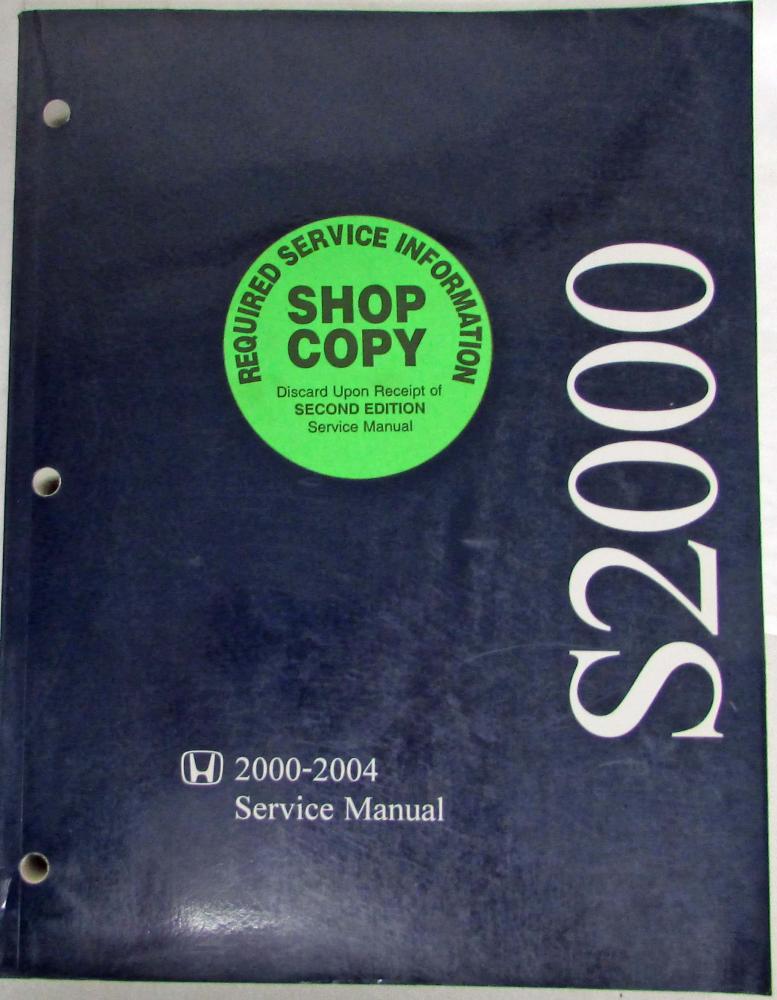 REQUIRED SERVICE INFORMATION
SHOP
COPY
Discard Upon Receipt of
SECOND EDITION
Service Manual
S2000
2000-2004
Service Manual